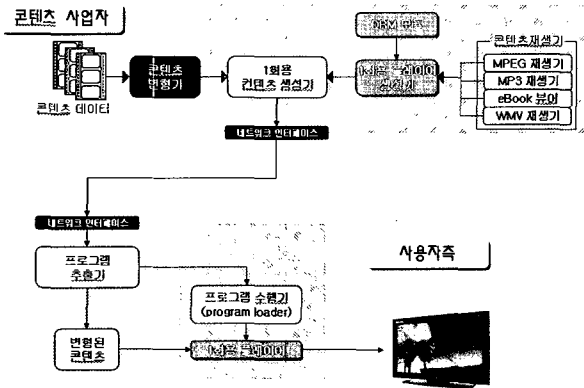 콘텐츠 사업자
콘텐츠 데이터
콘텐츠
변형기
1회용
컨텐츠 생성기
콘텐츠재생기
MPEG 재생기
MP3 재생기
eBook 뷰어
WMV 재생기
네트워크 인터페이스
네트워크 인터페이스
프로그램
추출기
프로그램 수행기
(program loader)
변형된
콘텐츠
사용자측